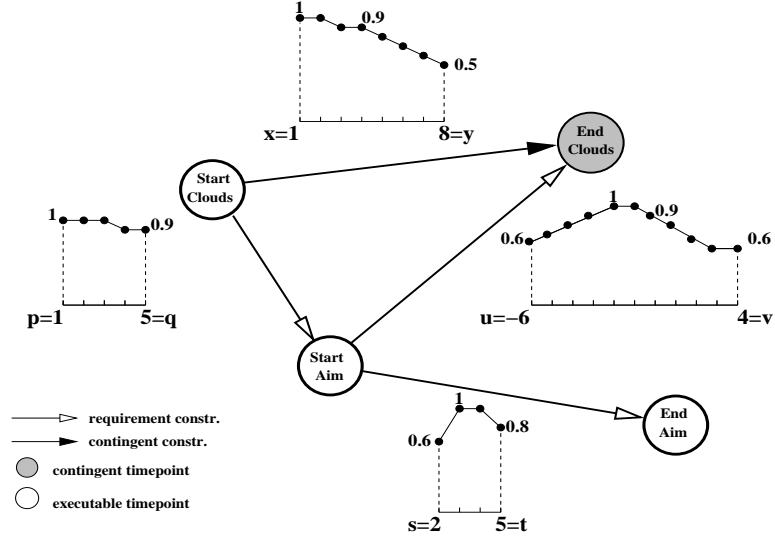 1
0.9
0.5
x=1
8=y
End
Clouds
Start
Clouds
1
0.9
p=1
5=q
0.6
1
0.9
0.6
u=−6
4=v
Start
Aim
End
Aim
0.6
1
0.8
s=2
5=t
requirement constr.
contingent constr.
contingent timepoint
executable timepoint